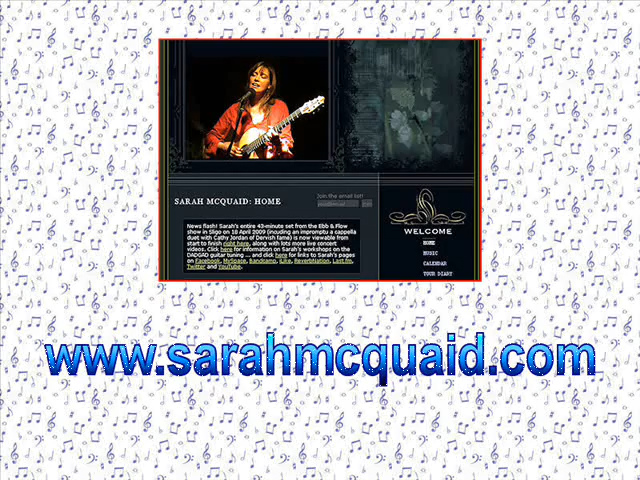 Join the email list!
SARAH MCQUAID: HOME
WELCOME
News flash! Sarah's entire 43-minute set from the Ebb & Flow
show in Sligo on 18 April 2009 (inouding an impromptu a cappella
duet with Cathy Jordan of Dervish fame) is now viewable from
start to finish right here, along with lots more live concert
videos. Click here for information on Sarah's workshops on the
DADGAD guitar tuning ... and click here for links to Sarah's pages
on Facebook, MySpace, Bandcamp, iLike, ReverbNation, Last.fm,
Twitter and YouTube.
HOME
MUSIC
CALENDAR
TOUR DIARY
www.sarahmcquaid.com